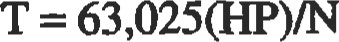 T = 63,025(HP)/N